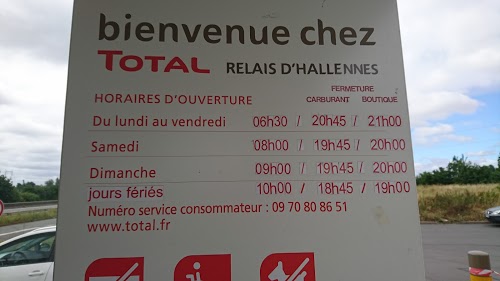 bienvenue chez
TOTAL RELAIS D'HALLENNES
FERMETURE
HORAIRES D'OUVERTURE CARBURANT BOUTIQUE
Du lundi au vendredi 06h30 / 20h45 / 21h00
Samedi 08h00 / 19h45 / 20h00
Dimanche 09h00 / 19h45 / 20h00
jours fériés 10h00 / 18h45 / 19h00
Numéro service consommateur : 09 70 80 86 51
www.total.fr